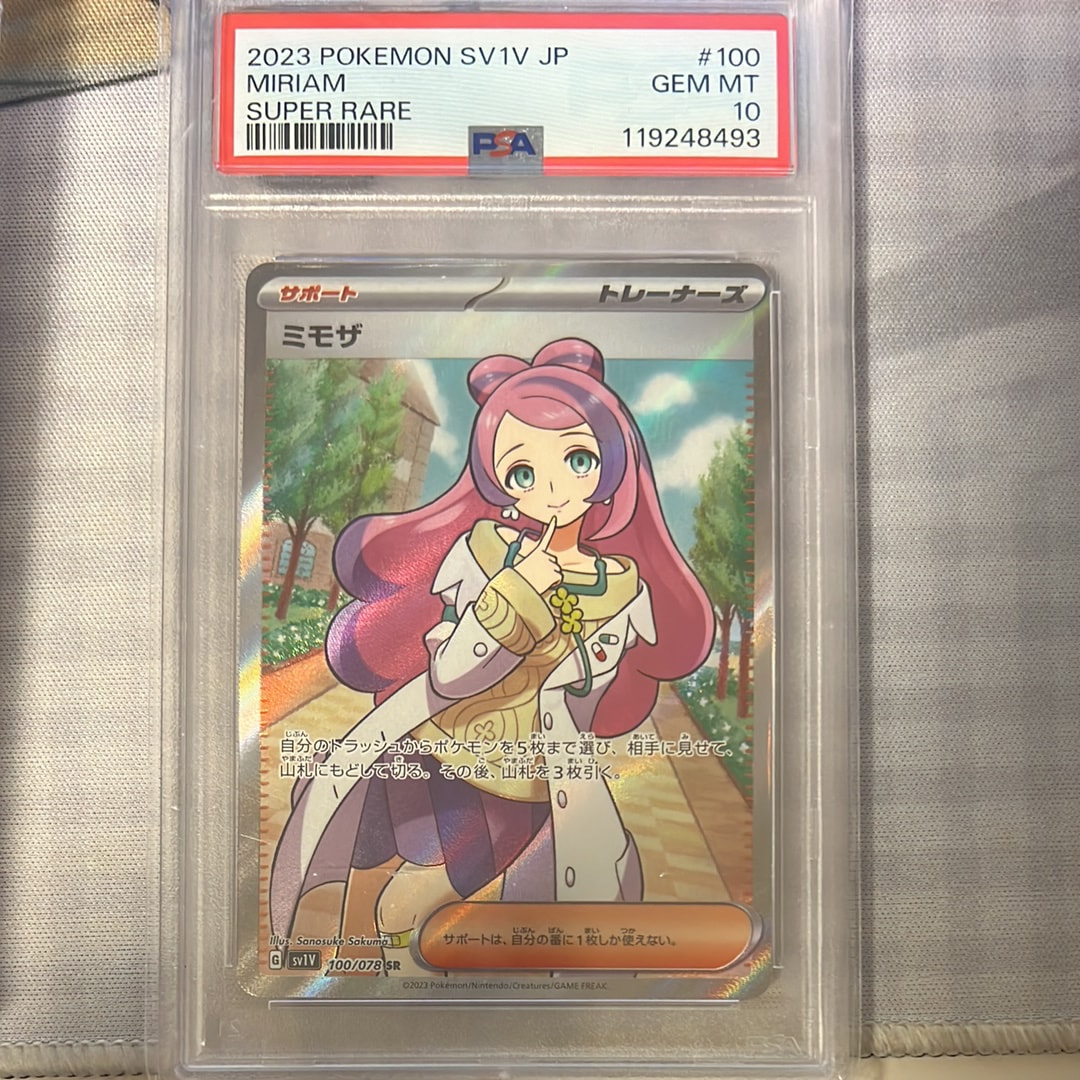 2023 POKEMON SV1V JP #100
MIRIAM GEM MT
SUPER RARE 10
PSA 119248493
サポート トレーナーズ
ミモザ
自分のトラッシュからポケモンを5枚まで選び、相手に見せて、
山札にもどして切る。その後、山札を3枚引く。
サポートは、自分の番に1枚しか使えない。
Illus. Sanosuke Sakuma
G sv1V 100/078 SR
©2023 Pokémon/Nintendo/Creatures/GAME FREAK